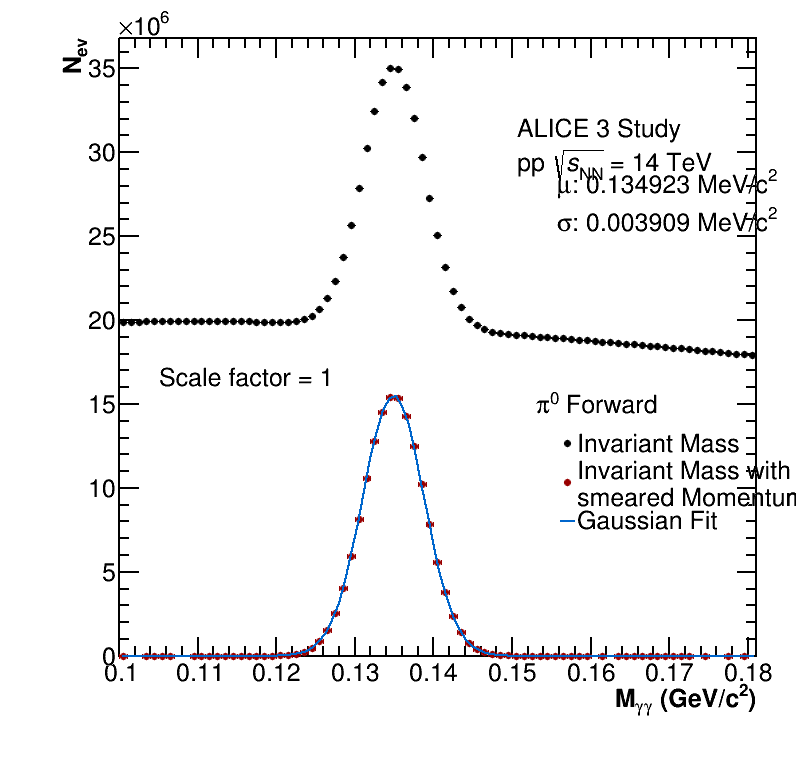 ×10⁶
N_ev
35
30
25
20
15
10
5
0
ALICE 3 Study
pp √s_NN = 14 TeV
μ: 0.134923 MeV/c²
σ: 0.003909 MeV/c²
Scale factor = 1
π⁰ Forward
Invariant Mass
Invariant Mass with
smeared Momentum
Gaussian Fit
0.1 0.11 0.12 0.13 0.14 0.15 0.16 0.17 0.18
M_γγ (GeV/c²)